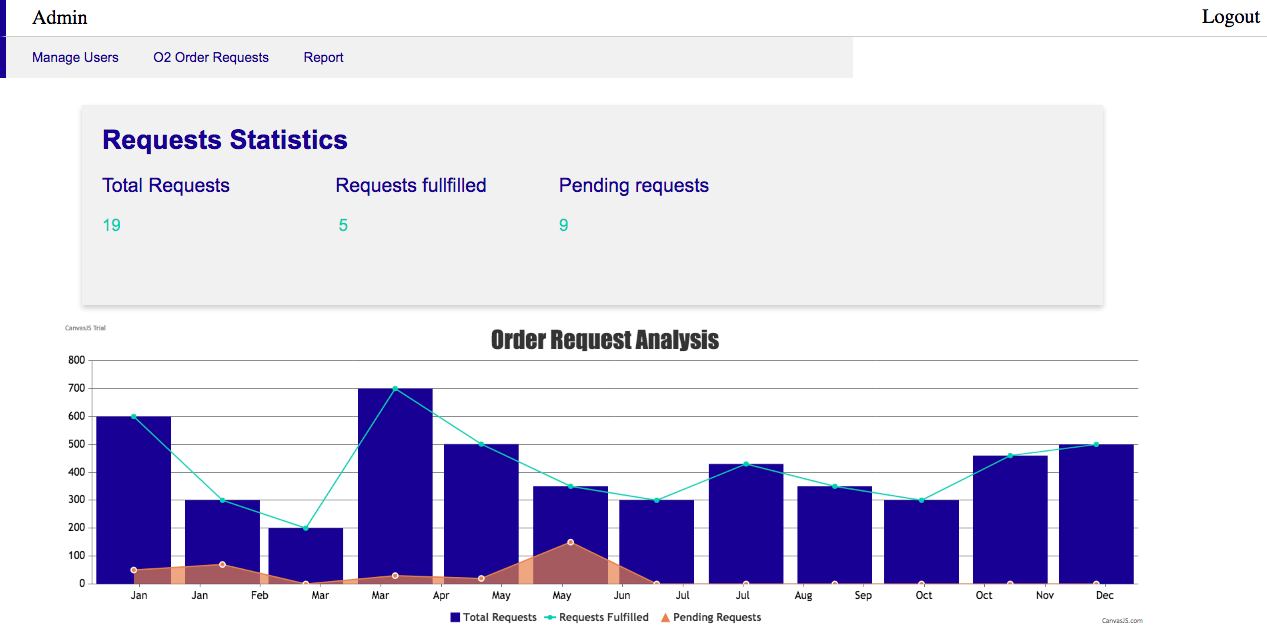 Admin Logout
Manage Users O2 Order Requests Report
Requests Statistics
Total Requests Requests fullfilled Pending requests
19 5 9
CanvasJS Trial
Order Request Analysis
800
700
600
500
400
300
200
100
0
Jan Jan Feb Mar Mar Apr May May Jun Jul Jul Aug Sep Oct Oct Nov Dec
Total Requests Requests Fulfilled Pending Requests
CanvasJS.com